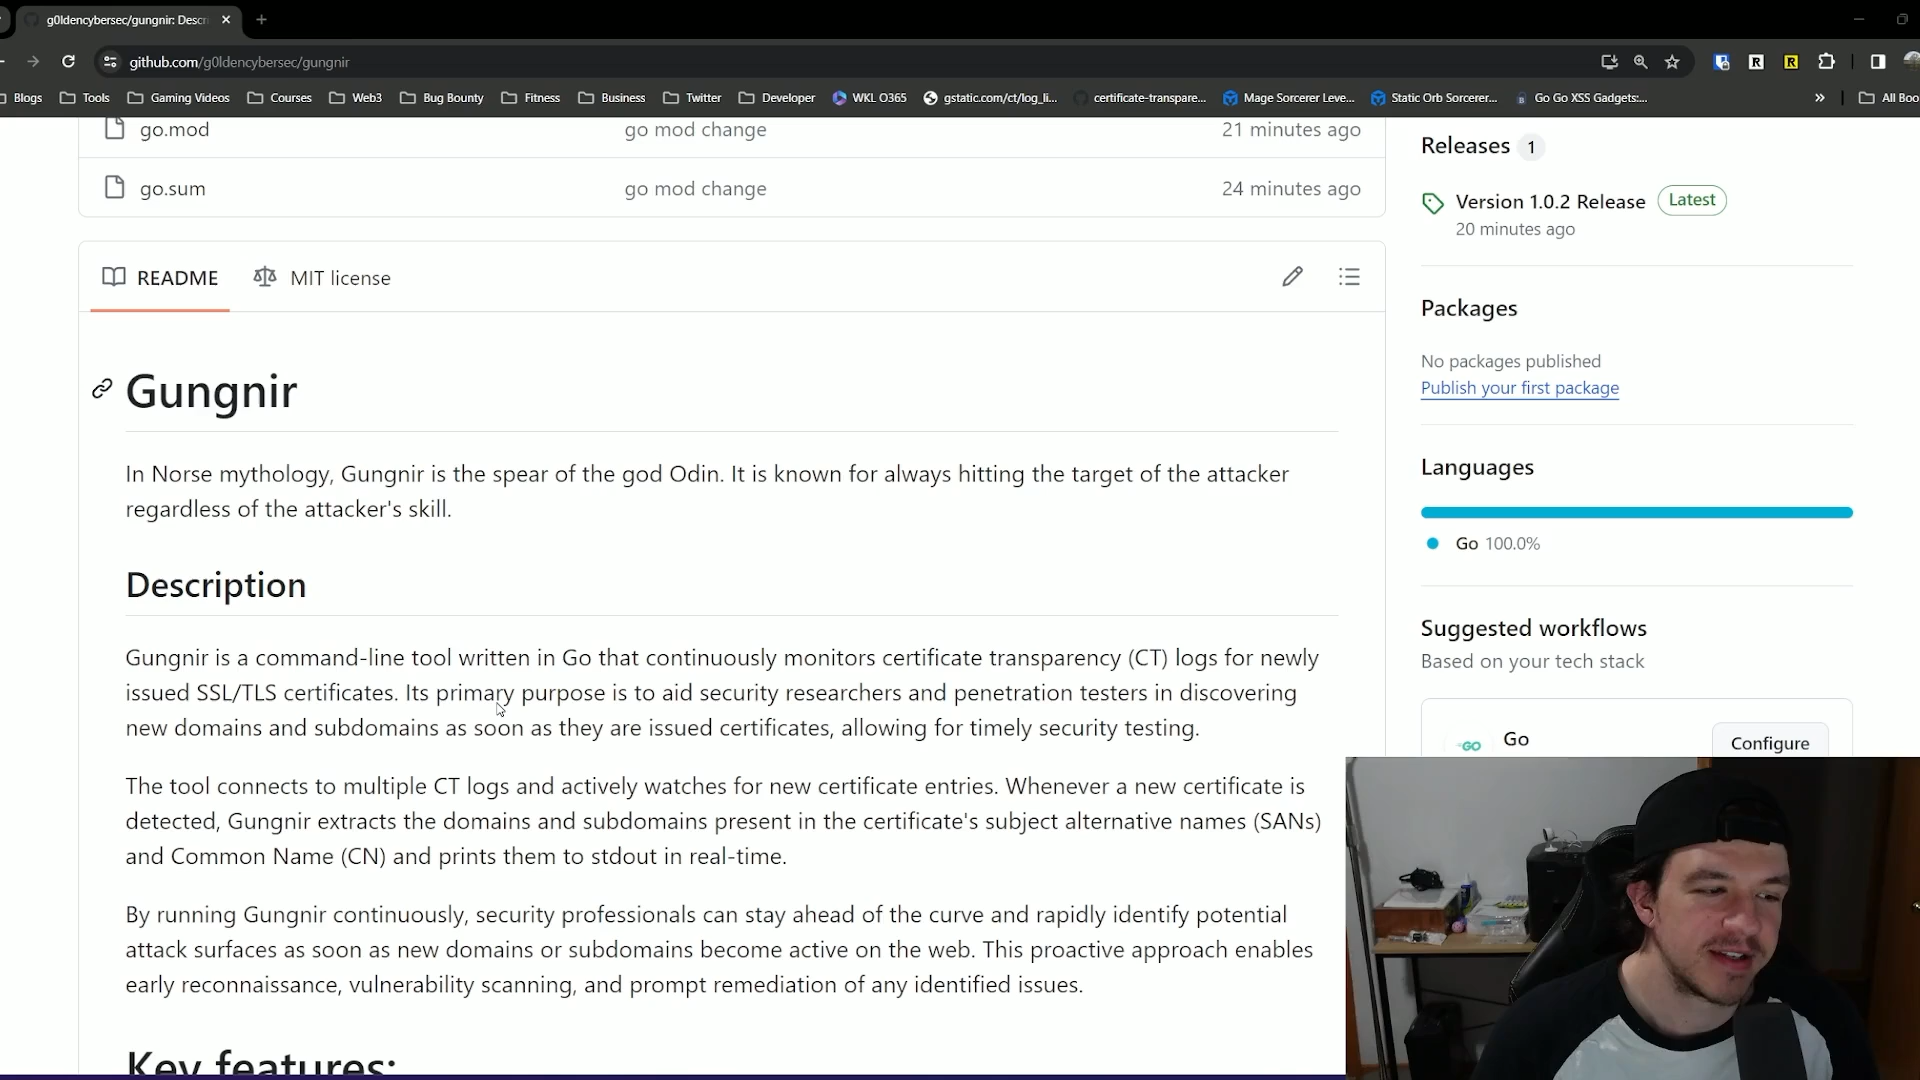 g0ldencybersec/gungnir: Descr
github.com/g0ldencybersec/gungnir
Blogs Tools Gaming Videos Courses Web3 Bug Bounty Fitness Business Twitter Developer WKL O365 gstatic.com/ct/log_li... certificate-transpare... Mage Sorcerer Leve... Static Orb Sorcerer... Go Go XSS Gadgets:... » All Boo
go.mod go mod change 21 minutes ago
go.sum go mod change 24 minutes ago
README MIT license
Gungnir
In Norse mythology, Gungnir is the spear of the god Odin. It is known for always hitting the target of the attacker
regardless of the attacker's skill.
Description
Gungnir is a command-line tool written in Go that continuously monitors certificate transparency (CT) logs for newly
issued SSL/TLS certificates. Its primary purpose is to aid security researchers and penetration testers in discovering
new domains and subdomains as soon as they are issued certificates, allowing for timely security testing.
The tool connects to multiple CT logs and actively watches for new certificate entries. Whenever a new certificate is
detected, Gungnir extracts the domains and subdomains present in the certificate's subject alternative names (SANs)
and Common Name (CN) and prints them to stdout in real-time.
By running Gungnir continuously, security professionals can stay ahead of the curve and rapidly identify potential
attack surfaces as soon as new domains or subdomains become active on the web. This proactive approach enables
early reconnaissance, vulnerability scanning, and prompt remediation of any identified issues.
Key features:
Releases 1
Version 1.0.2 Release Latest
20 minutes ago
Packages
No packages published
Publish your first package
Languages
Go 100.0%
Suggested workflows
Based on your tech stack
GO Go Configure